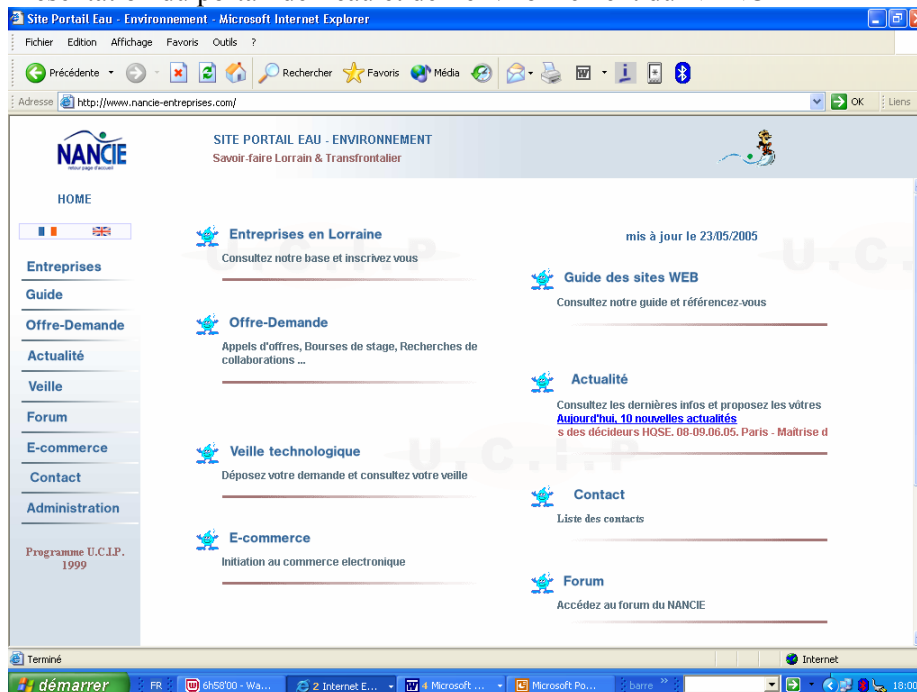 Site Portail Eau - Environnement - Microsoft Internet Explorer
Fichier Edition Affichage Favoris Outils ?
Précédente Rechercher Favoris Média
Adresse http://www.nancie-entreprises.com/ OK Liens
NANCIE
retour page d'accueil
SITE PORTAIL EAU - ENVIRONNEMENT
Savoir-faire Lorrain & Transfrontalier
HOME
Entreprises
Guide
Offre-Demande
Actualité
Veille
Forum
E-commerce
Contact
Administration
Programme U.C.I.P.
1999
Entreprises en Lorraine
Consultez notre base et inscrivez vous
Offre-Demande
Appels d'offres, Bourses de stage, Recherches de
collaborations ...
Veille technologique
Déposez votre demande et consultez votre veille
E-commerce
Initiation au commerce electronique
mis à jour le 23/05/2005
Guide des sites WEB
Consultez notre guide et référencez-vous
Actualité
Consultez les dernières infos et proposez les vôtres
Aujourd'hui, 10 nouvelles actualités
s des décideurs HQSE. 08-09.06.05. Paris - Maîtrise d
Contact
Liste des contacts
Forum
Accédez au forum du NANCIE
U.C.I.P
U.C.
U.C.I.P
Terminé Internet
démarrer FR 6h58'00 - Wa... 2 Internet E... 4 Microsoft ... Microsoft Po... barre » 18:02